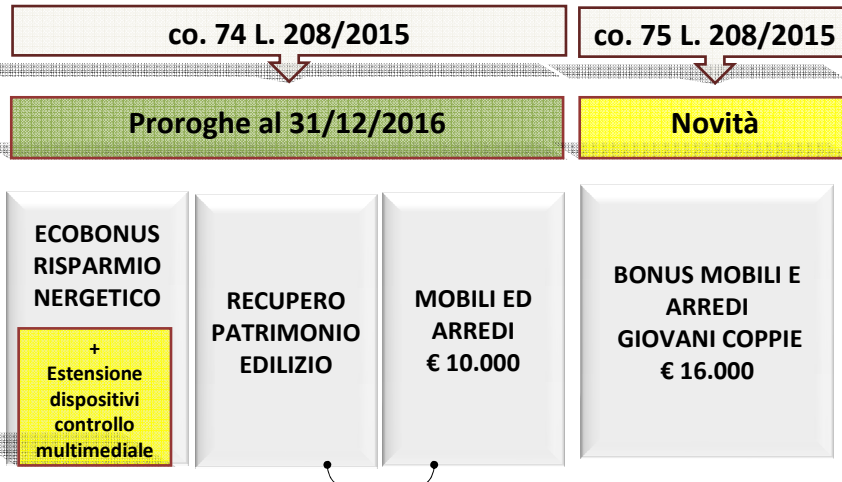 co. 74 L. 208/2015
co. 75 L. 208/2015
Proroghe al 31/12/2016
Novità
ECOBONUS
RISPARMIO
NERGETICO
+
Estensione
dispositivi
controllo
multimediale
RECUPERO
PATRIMONIO
EDILIZIO
MOBILI ED
ARREDI
€ 10.000
BONUS MOBILI E
ARREDI
GIOVANI COPPIE
€ 16.000